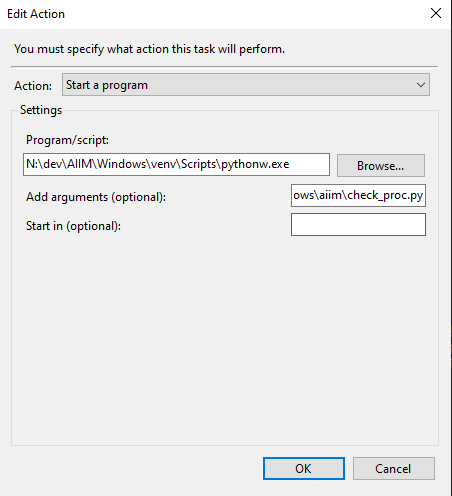 Edit Action
You must specify what action this task will perform.
Action: Start a program
Settings
Program/script:
N:\dev\AIIM\Windows\venv\Scripts\pythonw.exe Browse...
Add arguments (optional): ows\aiim\check_proc.py
Start in (optional):
OK Cancel